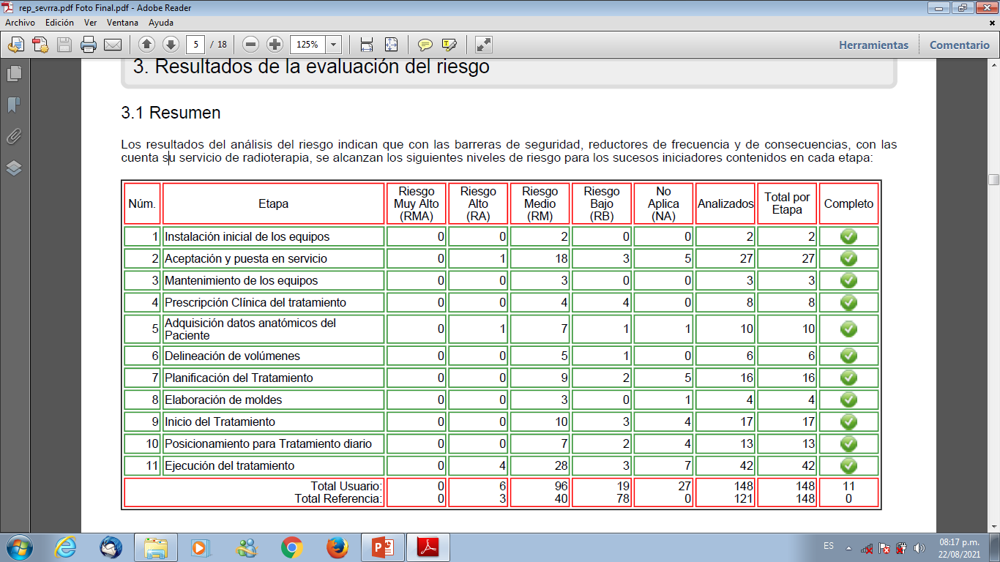 rep_sevrra.pdf Foto Final.pdf - Adobe Reader
Archivo Edición Ver Ventana Ayuda
5 / 18 125% Herramientas Comentario
3. Resultados de la evaluación del riesgo
3.1 Resumen
Los resultados del análisis del riesgo indican que con las barreras de seguridad, reductores de frecuencia y de consecuencias, con las
cuenta su servicio de radioterapia, se alcanzan los siguientes niveles de riesgo para los sucesos iniciadores contenidos en cada etapa:
Núm. Etapa Riesgo Muy Alto (RMA) Riesgo Alto (RA) Riesgo Medio (RM) Riesgo Bajo (RB) No Aplica (NA) Analizados Total por Etapa Completo
1 Instalación inicial de los equipos 0 0 2 0 0 2 2
2 Aceptación y puesta en servicio 0 1 18 3 5 27 27
3 Mantenimiento de los equipos 0 0 3 0 0 3 3
4 Prescripción Clínica del tratamiento 0 0 4 4 0 8 8
5 Adquisición datos anatómicos del Paciente 0 1 7 1 1 10 10
6 Delineación de volúmenes 0 0 5 1 0 6 6
7 Planificación del Tratamiento 0 0 9 2 5 16 16
8 Elaboración de moldes 0 0 3 0 1 4 4
9 Inicio del Tratamiento 0 0 10 3 4 17 17
10 Posicionamiento para Tratamiento diario 0 0 7 2 4 13 13
11 Ejecución del tratamiento 0 4 28 3 7 42 42
Total Usuario: 0 6 96 19 27 148 148 11
Total Referencia: 0 3 40 78 0 121 148 0
ES 08:17 p.m.
22/08/2021